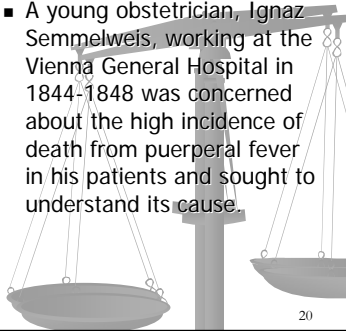 ▪ A young obstetrician, Ignaz
Semmelweis, working at the
Vienna General Hospital in
1844-1848 was concerned
about the high incidence of
death from puerperal fever
in his patients and sought to
understand its cause.
20